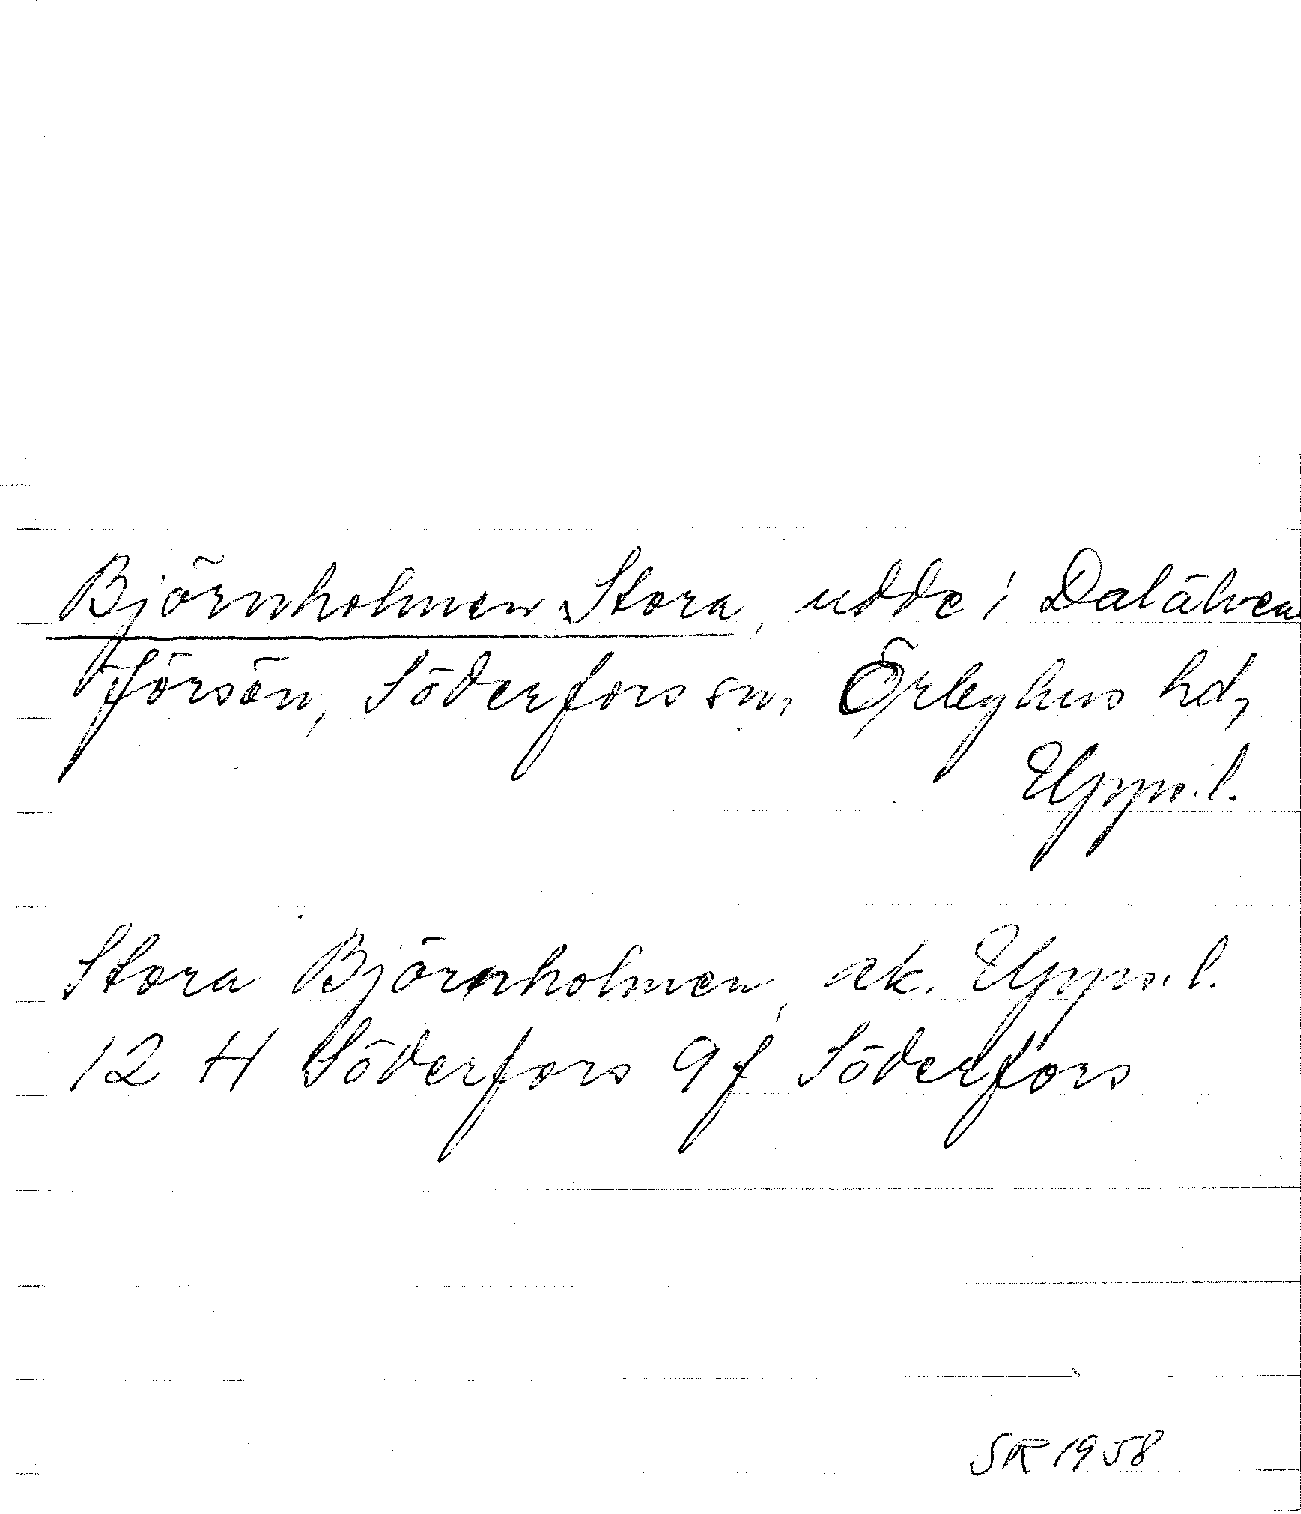 Björnholmen, Stora, udde i Dalälven
Jörsön, Söderfors sn, Örbyhus hd,
Upps. l.
Stora Björnholmen, ek. Upps. l.
12 H Söderfors 9 f Söderfors
SR 1958